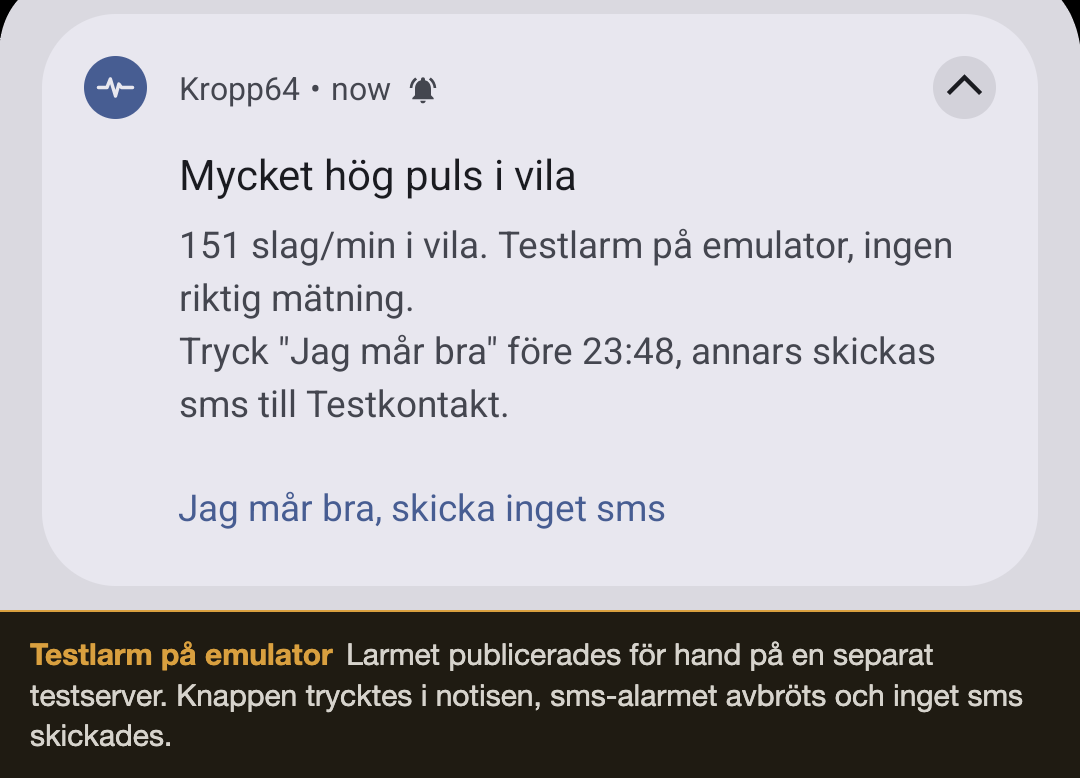 Kropp64 • now
Mycket hög puls i vila
151 slag/min i vila. Testlarm på emulator, ingen
riktig mätning.
Tryck "Jag mår bra" före 23:48, annars skickas
sms till Testkontakt.
Jag mår bra, skicka inget sms
Testlarm på emulator Larmet publicerades för hand på en separat
testserver. Knappen trycktes i notisen, sms-alarmet avbröts och inget sms
skickades.